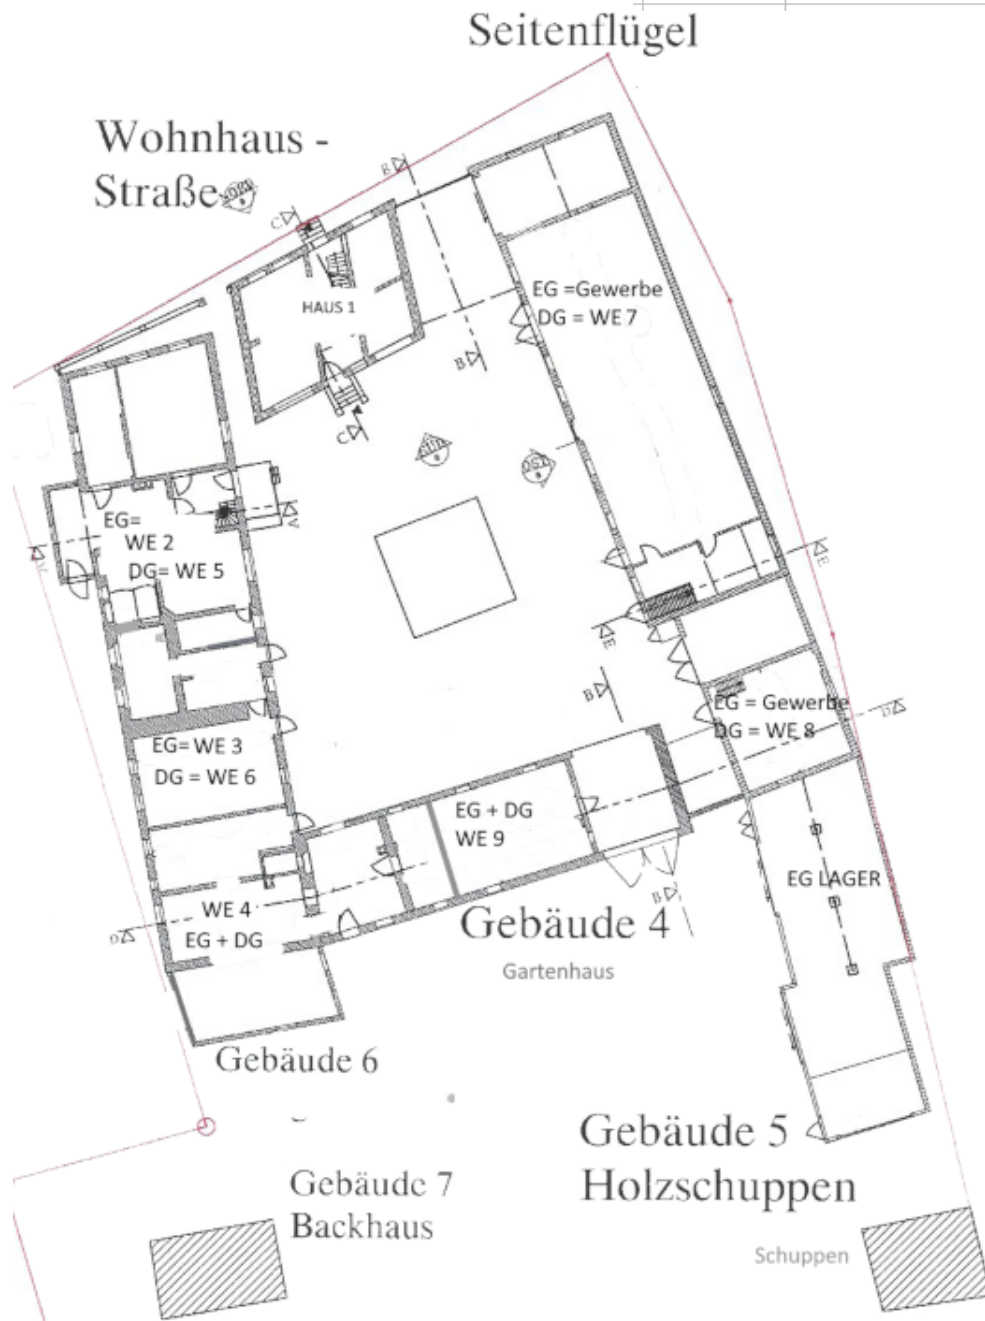 Seitenflügel
Wohnhaus -
Straße
B
C
HAUS 1
EG =Gewerbe
DG = WE 7
B
C
OST
EG=
WE 2
DG= WE 5
E
E
B
EG = Gewerbe
DG = WE 8
D
EG= WE 3
DG = WE 6
EG + DG
WE 9
EG LAGER
WE 4
EG + DG
D
B
Gebäude 4
Gartenhaus
Gebäude 6
Gebäude 5
Holzschuppen
Gebäude 7
Backhaus
Schuppen